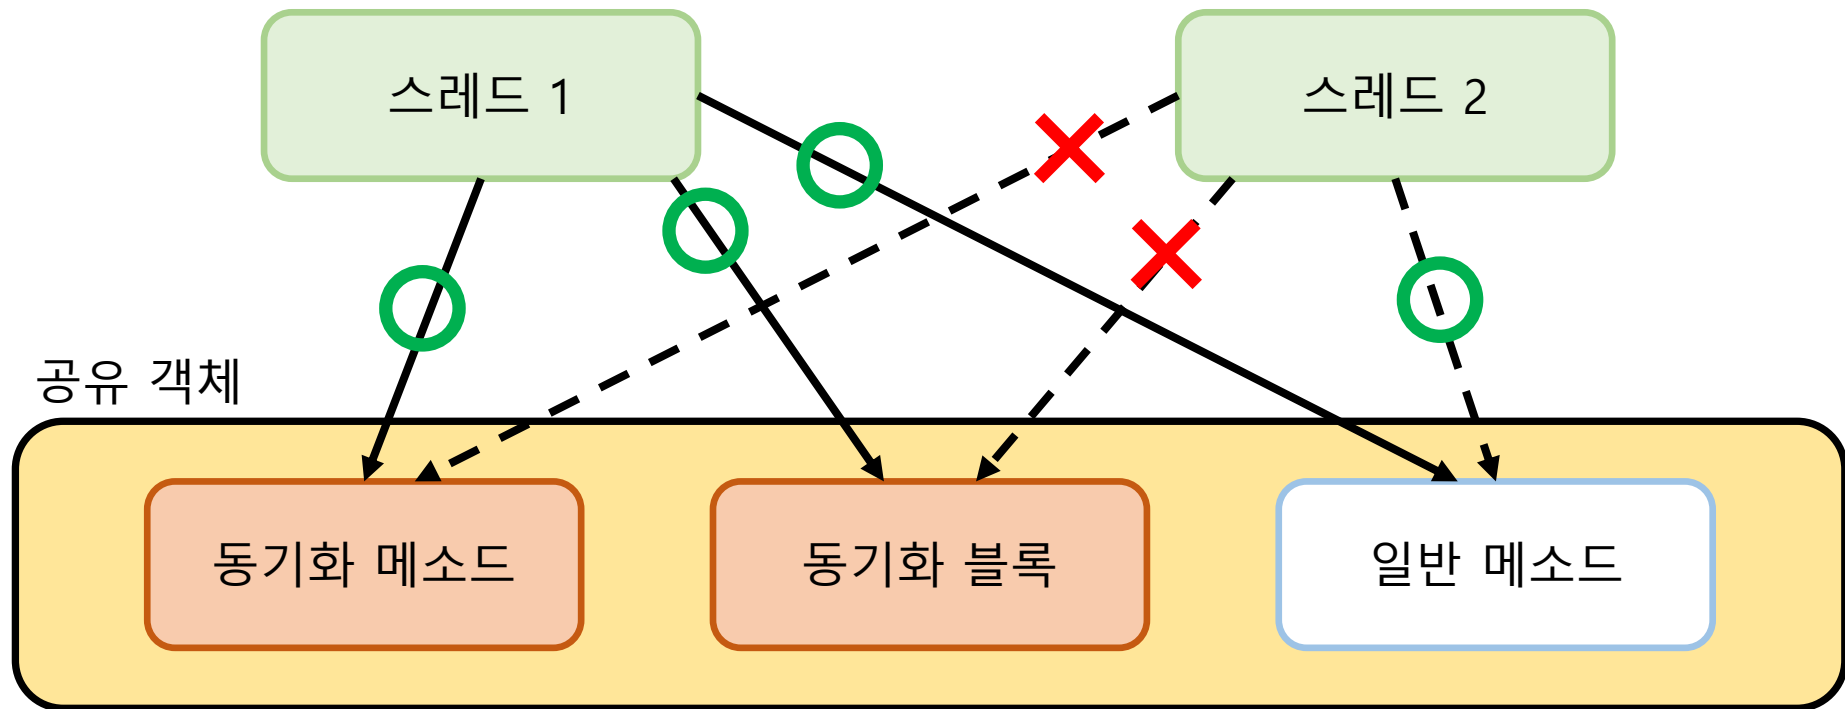 스레드 1
스레드 2
공유 객체
동기화 메소드
동기화 블록
일반 메소드